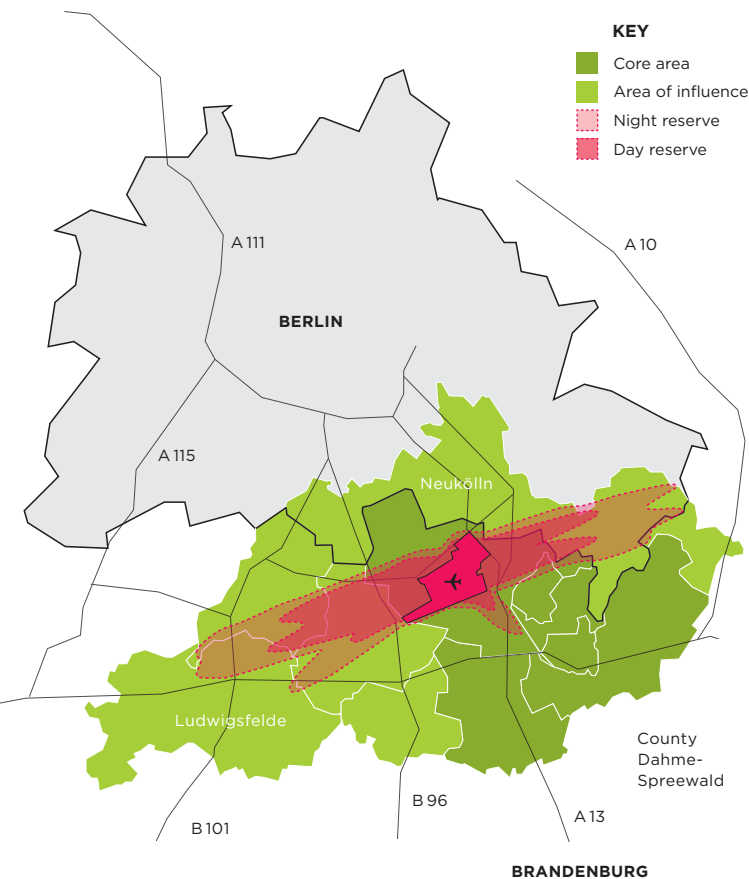 KEY
Core area
Area of influence
Night reserve
Day reserve
A 111
A 10
BERLIN
A 115
Neukölln
Ludwigsfelde
County
Dahme-
Spreewald
B 96
A 13
B 101
BRANDENBURG